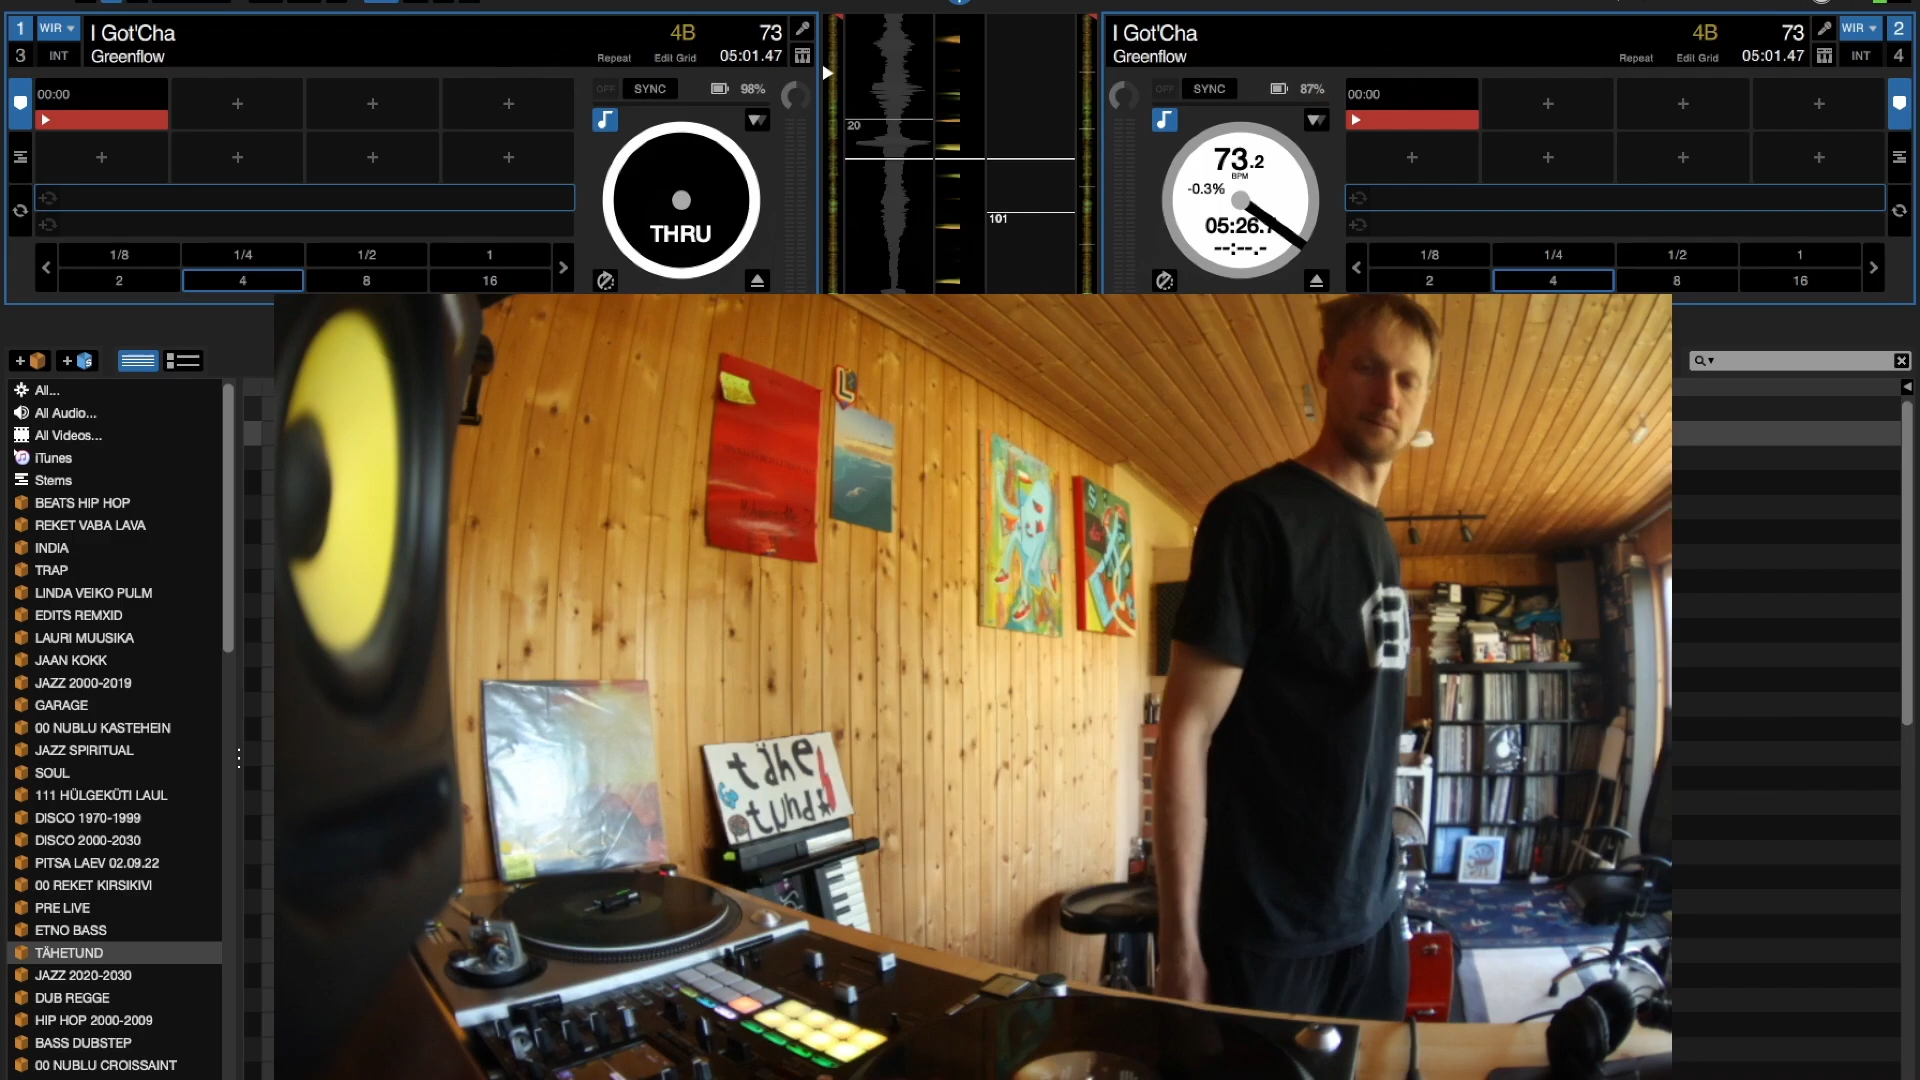 1 WIR I Got'Cha 4B 73
3 INT Greenflow Repeat Edit Grid 05:01.47
00:00
OFF SYNC 98%
THRU
1/8 1/4 1/2 1
2 4 8 16
20
101
I Got'Cha 4B 73 WIR 2
Greenflow Repeat Edit Grid 05:01.47 INT 4
OFF SYNC 87%
00:00
73.2
BPM
-0.3%
05:26.
--:--.-
1/8 1/4 1/2 1
2 4 8 16
All...
All Audio...
All Videos...
iTunes
Stems
BEATS HIP HOP
REKET VABA LAVA
INDIA
TRAP
LINDA VEIKO PULM
EDITS REMXID
LAURI MUUSIKA
JAAN KOKK
JAZZ 2000-2019
GARAGE
00 NUBLU KASTEHEIN
JAZZ SPIRITUAL
SOUL
111 HÜLGEKÜTI LAUL
DISCO 1970-1999
DISCO 2000-2030
PITSA LAEV 02.09.22
00 REKET KIRSIKIVI
PRE LIVE
ETNO BASS
TÄHETUND
JAZZ 2020-2030
DUB REGGE
HIP HOP 2000-2009
BASS DUBSTEP
00 NUBLU CROISSAINT
tähe
tund